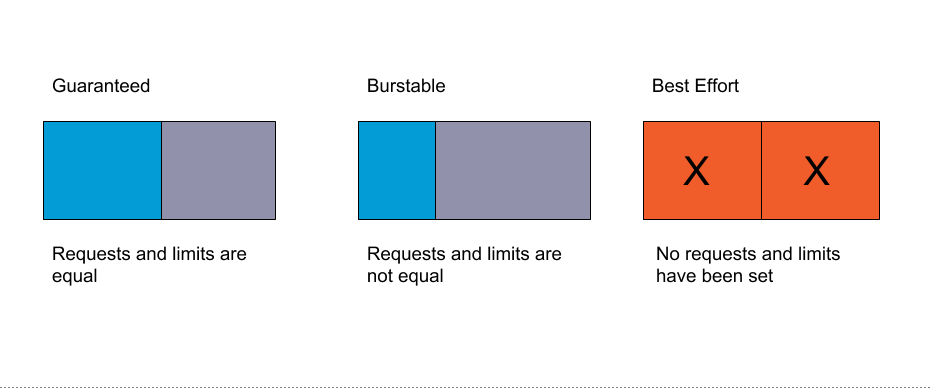 Guaranteed
Burstable
Best Effort
X
X
Requests and limits are
equal
Requests and limits are
not equal
No requests and limits
have been set